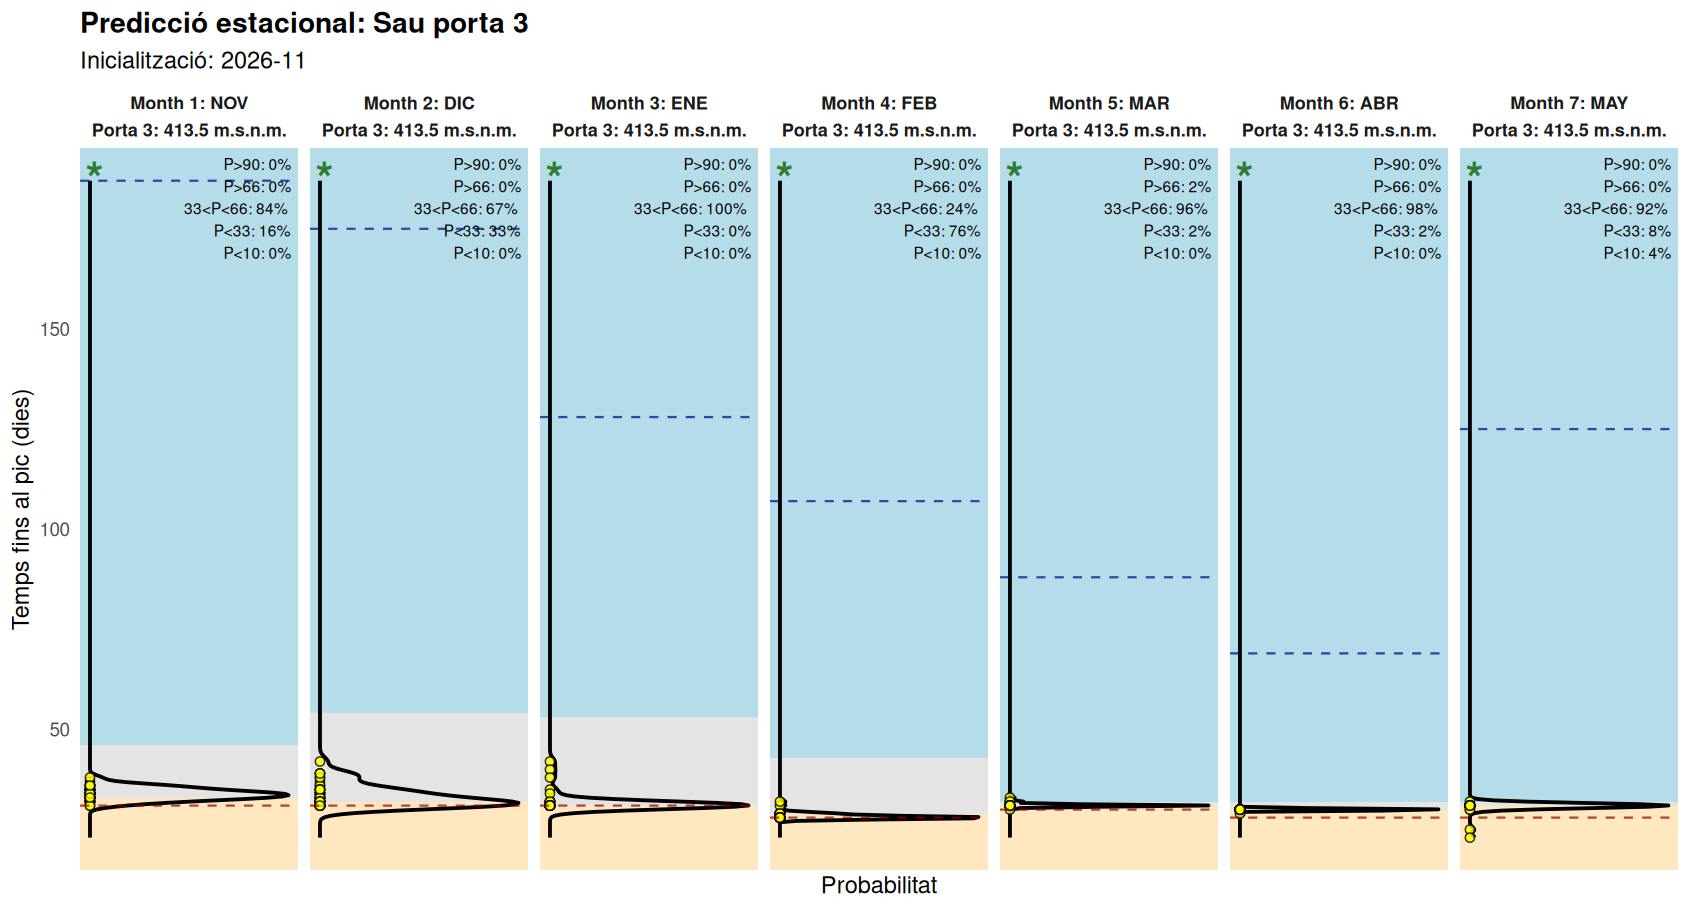 Predicció estacional: Sau porta 3
Inicialització: 2026-11
Month 1: NOV
Porta 3: 413.5 m.s.n.m.
Month 2: DIC
Porta 3: 413.5 m.s.n.m.
Month 3: ENE
Porta 3: 413.5 m.s.n.m.
Month 4: FEB
Porta 3: 413.5 m.s.n.m.
Month 5: MAR
Porta 3: 413.5 m.s.n.m.
Month 6: ABR
Porta 3: 413.5 m.s.n.m.
Month 7: MAY
Porta 3: 413.5 m.s.n.m.
*
P>90: 0%
P>66: 0%
33<P<66: 84%
P<33: 16%
P<10: 0%
*
P>90: 0%
P>66: 0%
33<P<66: 67%
P<33: 33%
P<10: 0%
*
P>90: 0%
P>66: 0%
33<P<66: 100%
P<33: 0%
P<10: 0%
*
P>90: 0%
P>66: 0%
33<P<66: 24%
P<33: 76%
P<10: 0%
*
P>90: 0%
P>66: 2%
33<P<66: 96%
P<33: 2%
P<10: 0%
*
P>90: 0%
P>66: 0%
33<P<66: 98%
P<33: 2%
P<10: 0%
*
P>90: 0%
P>66: 0%
33<P<66: 92%
P<33: 8%
P<10: 4%
150
100
50
Temps fins al pic (dies)
Probabilitat